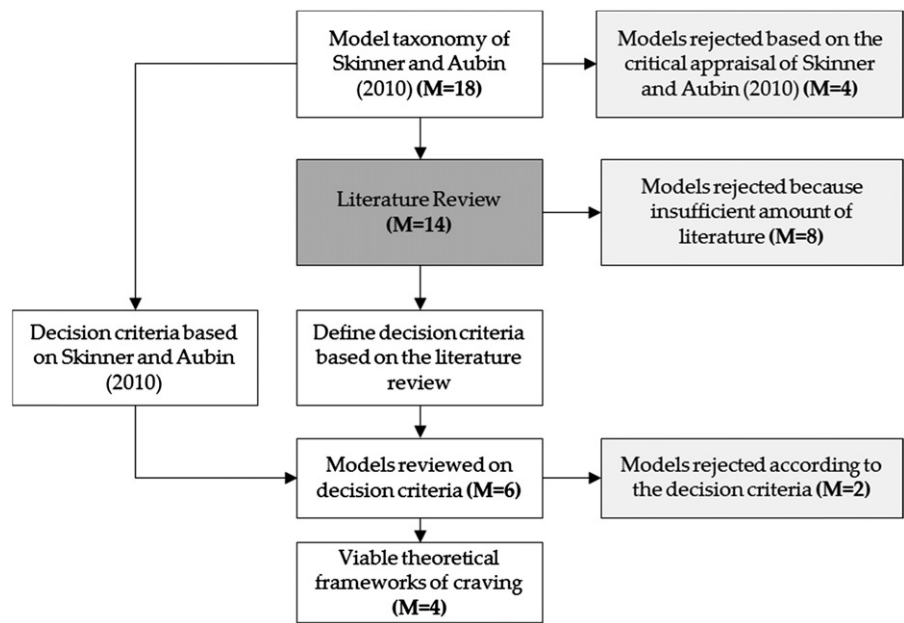 Model taxonomy of
Skinner and Aubin
(2010) (M=18)
Models rejected based on the
critical appraisal of Skinner
and Aubin (2010) (M=4)
Literature Review
(M=14)
Models rejected because
insufficient amount of
literature (M=8)
Decision criteria based
on Skinner and Aubin
(2010)
Define decision criteria
based on the literature
review
Models reviewed on
decision criteria (M=6)
Models rejected according to
the decision criteria (M=2)
Viable theoretical
frameworks of craving
(M=4)